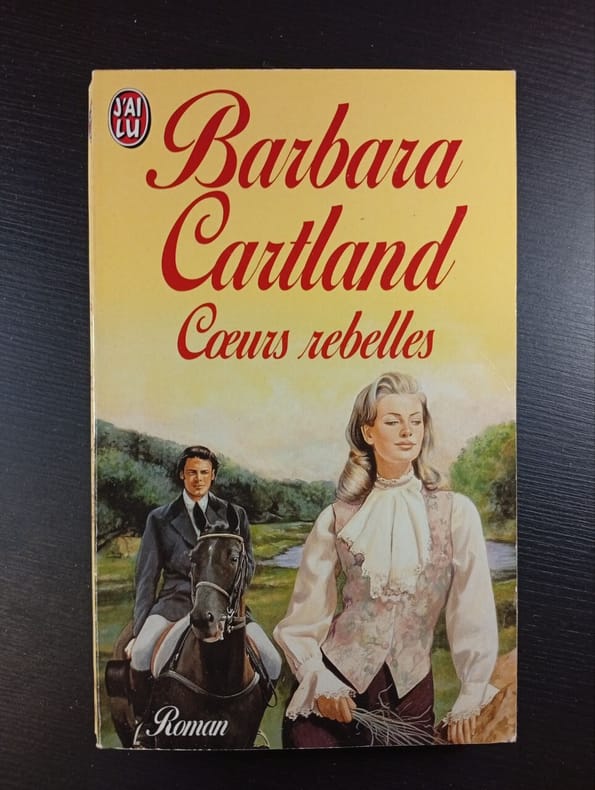 J'AI
LU
Barbara
Cartland
Cœurs rebelles
Roman